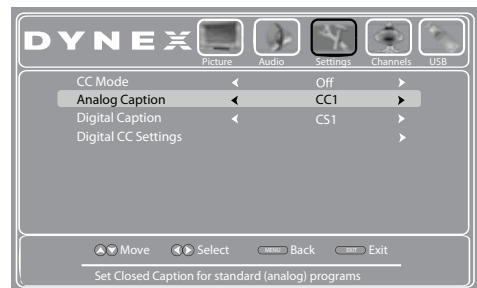 DYNEX
Picture Audio Settings Channels USB
CC Mode Off
Analog Caption CC1
Digital Caption CS1
Digital CC Settings
Move Select MENU Back EXIT Exit
Set Closed Caption for standard (analog) programs